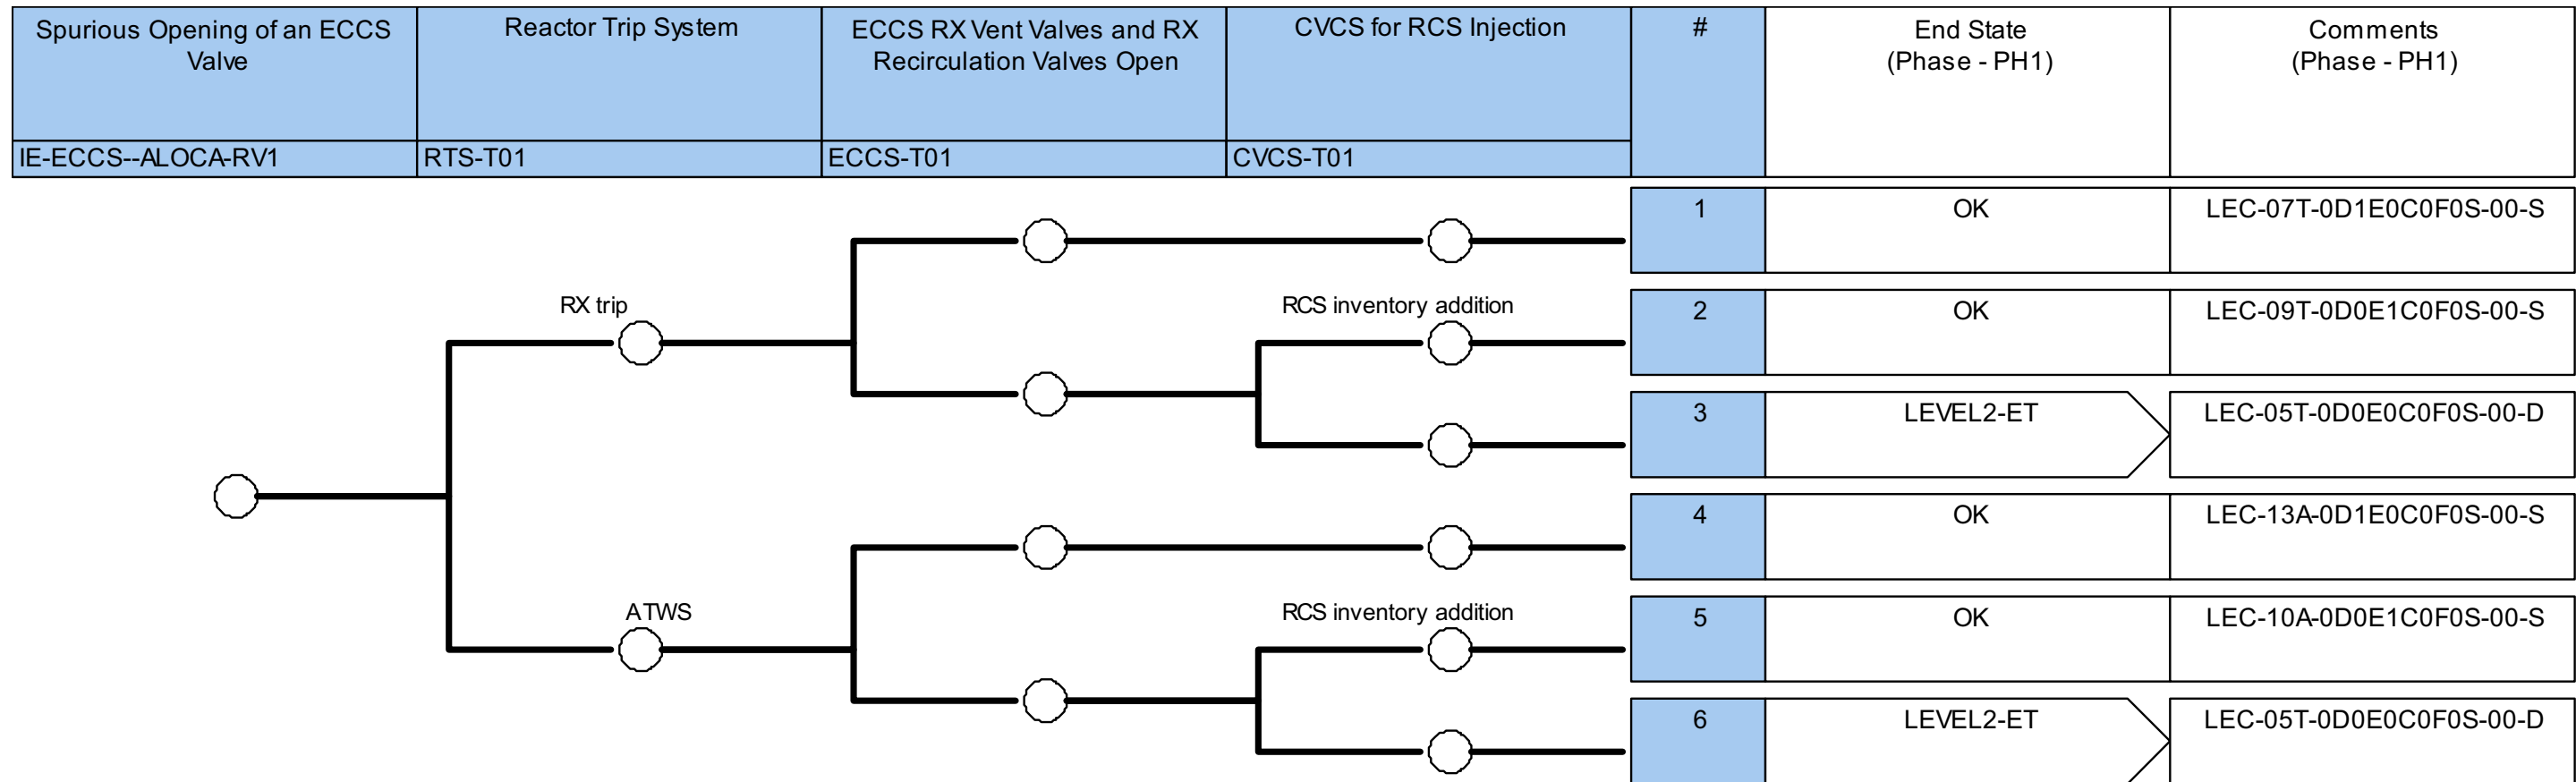 Spurious Opening of an ECCS
Valve
Reactor Trip System
ECCS RX Vent Valves and RX
Recirculation Valves Open
CVCS for RCS Injection
#
End State
(Phase - PH1)
Comments
(Phase - PH1)
IE-ECCS--ALOCA-RV1
RTS-T01
ECCS-T01
CVCS-T01
1
OK
LEC-07T-0D1E0C0F0S-00-S
RX trip
RCS inventory addition
2
OK
LEC-09T-0D0E1C0F0S-00-S
3
LEVEL2-ET
LEC-05T-0D0E0C0F0S-00-D
4
OK
LEC-13A-0D1E0C0F0S-00-S
ATWS
RCS inventory addition
5
OK
LEC-10A-0D0E1C0F0S-00-S
6
LEVEL2-ET
LEC-05T-0D0E0C0F0S-00-D